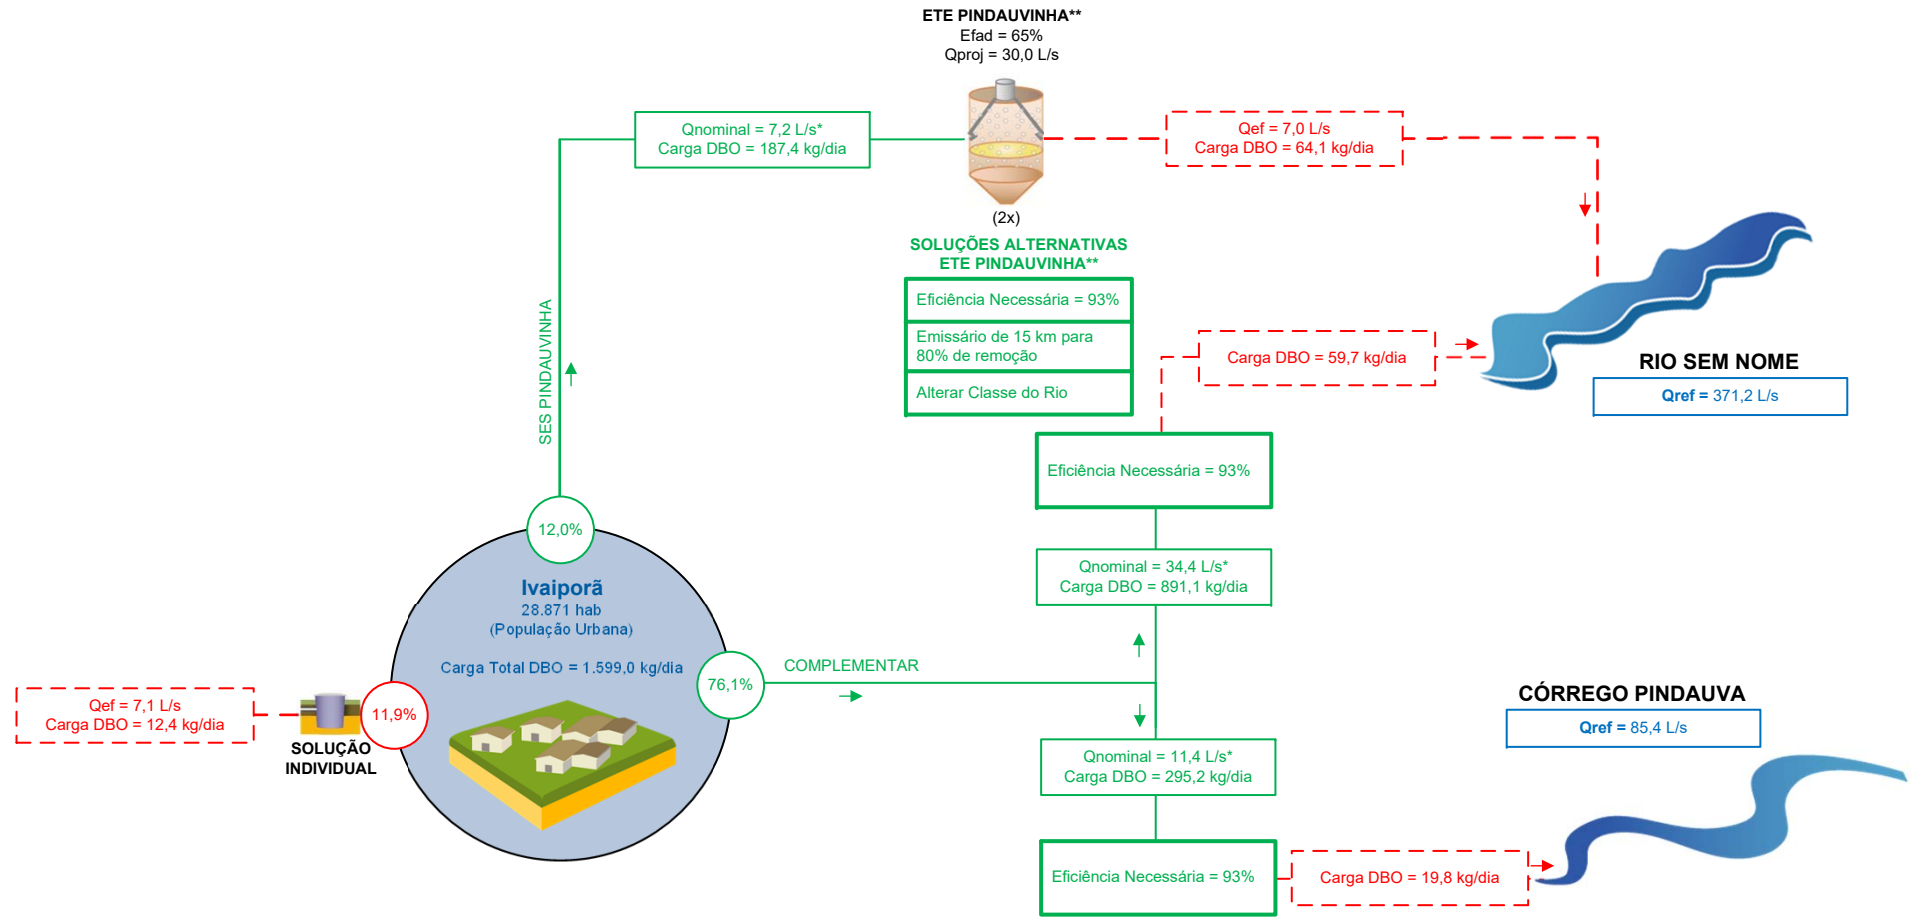 ETE PINDAUVINHA**
Efad = 65%
Qproj = 30,0 L/s
Qnominal = 7,2 L/s*
Carga DBO = 187,4 kg/dia
Qef = 7,0 L/s
Carga DBO = 64,1 kg/dia
(2x)
SOLUÇÕES ALTERNATIVAS
ETE PINDAUVINHA**
Eficiência Necessária = 93%
Emissário de 15 km para
80% de remoção
Alterar Classe do Rio
SES PINDAUVINHA
Carga DBO = 59,7 kg/dia
RIO SEM NOME
Qref = 371,2 L/s
Eficiência Necessária = 93%
12,0%
Qnominal = 34,4 L/s*
Carga DBO = 891,1 kg/dia
Ivaiporã
28.871 hab
(População Urbana)
Carga Total DBO = 1.599,0 kg/dia
76,1%
COMPLEMENTAR
Qef = 7,1 L/s
Carga DBO = 12,4 kg/dia
11,9%
SOLUÇÃO
INDIVIDUAL
CÓRREGO PINDAUVA
Qref = 85,4 L/s
Qnominal = 11,4 L/s*
Carga DBO = 295,2 kg/dia
Eficiência Necessária = 93%
Carga DBO = 19,8 kg/dia